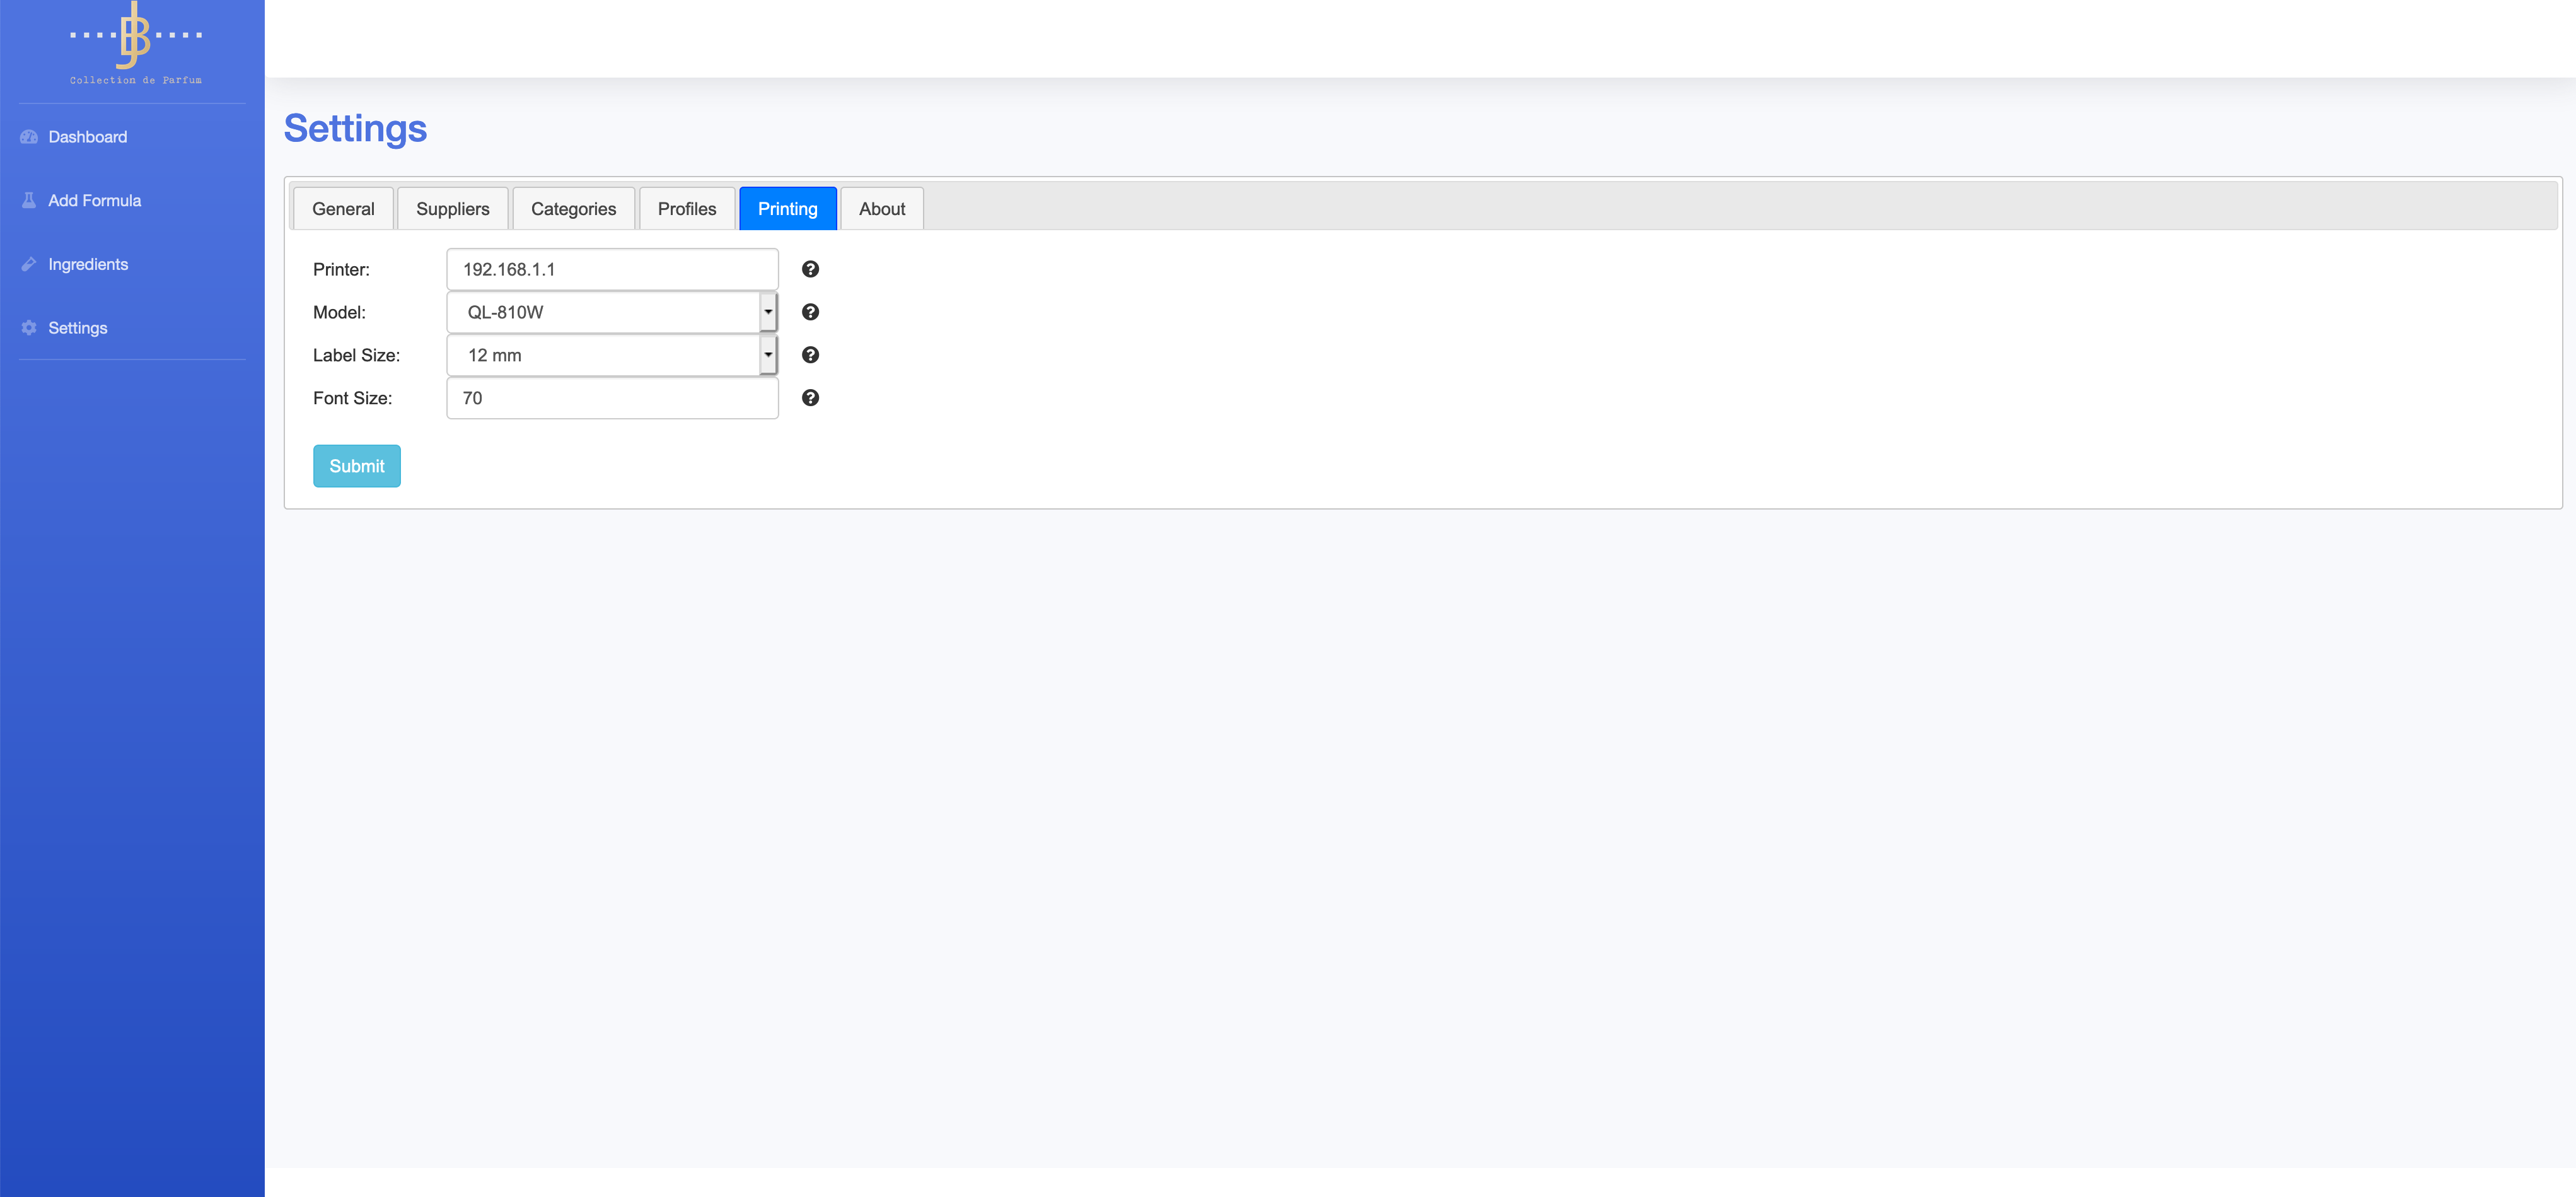 JB
Collection de Parfum
Dashboard
Add Formula
Ingredients
Settings
Settings
General Suppliers Categories Profiles Printing About
Printer: 192.168.1.1
Model: QL-810W
Label Size: 12 mm
Font Size: 70
Submit